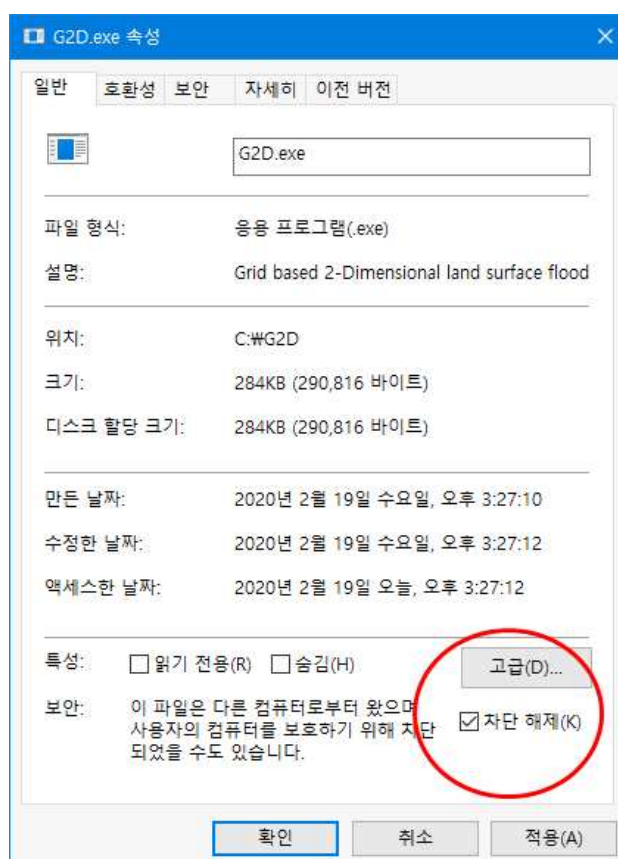 G2D.exe 속성
일반 호환성 보안 자세히 이전 버전
G2D.exe
파일 형식: 응용 프로그램(.exe)
설명: Grid based 2-Dimensional land surface flood
위치: C:₩G2D
크기: 284KB (290,816 바이트)
디스크 할당 크기: 284KB (290,816 바이트)
만든 날짜: 2020년 2월 19일 수요일, 오후 3:27:10
수정한 날짜: 2020년 2월 19일 수요일, 오후 3:27:12
액세스한 날짜: 2020년 2월 19일 오늘, 오후 3:27:12
특성: 읽기 전용(R) 숨김(H) 고급(D)...
보안: 이 파일은 다른 컴퓨터로부터 왔으며
사용자의 컴퓨터를 보호하기 위해 차단 차단 해제(K)
되었을 수도 있습니다.
확인 취소 적용(A)